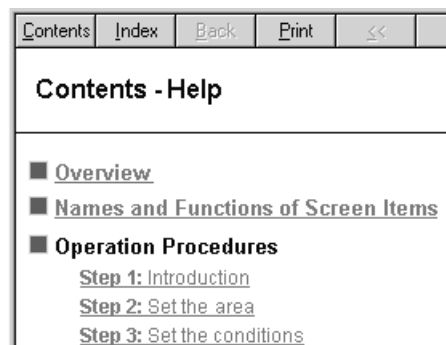 Contents Index Back Print <<
Contents - Help
Overview
Names and Functions of Screen Items
Operation Procedures
Step 1: Introduction
Step 2: Set the area
Step 3: Set the conditions